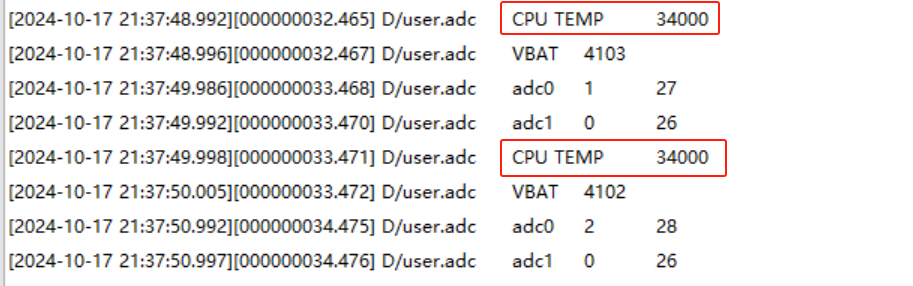 [2024-10-17 21:37:48.992][000000032.465] D/user.adc CPU TEMP 34000
[2024-10-17 21:37:48.996][000000032.467] D/user.adc VBAT 4103
[2024-10-17 21:37:49.986][000000033.468] D/user.adc adc0 1 27
[2024-10-17 21:37:49.992][000000033.470] D/user.adc adc1 0 26
[2024-10-17 21:37:49.998][000000033.471] D/user.adc CPU TEMP 34000
[2024-10-17 21:37:50.005][000000033.472] D/user.adc VBAT 4102
[2024-10-17 21:37:50.992][000000034.475] D/user.adc adc0 2 28
[2024-10-17 21:37:50.997][000000034.476] D/user.adc adc1 0 26